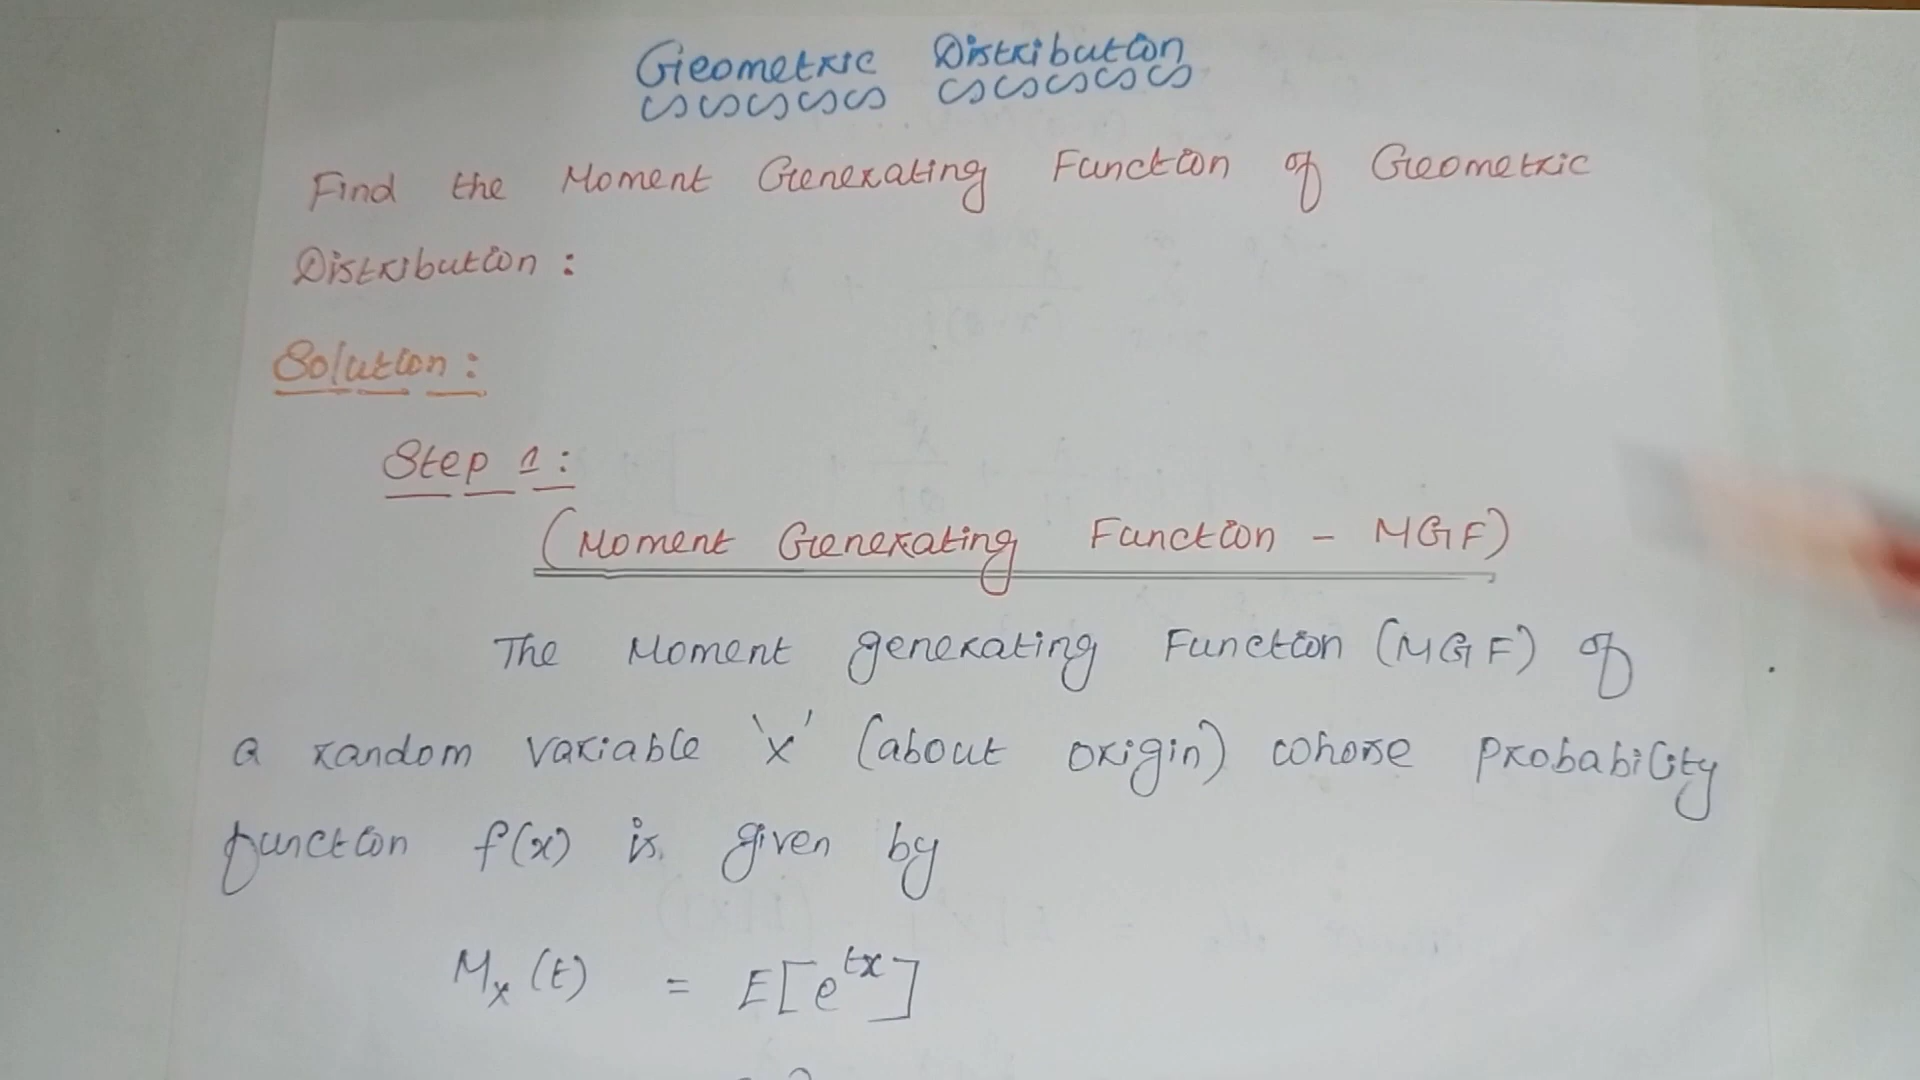 Geometric Distribution
Find the Moment Generating Function of Geometric
Distribution :
Solution :
Step 1 :
(Moment Generating Function - MGF)
The Moment generating Function (MGF) of
a random variable 'x' (about origin) whose probability
function f(x) is given by
Mx(t) = E[e^tx]